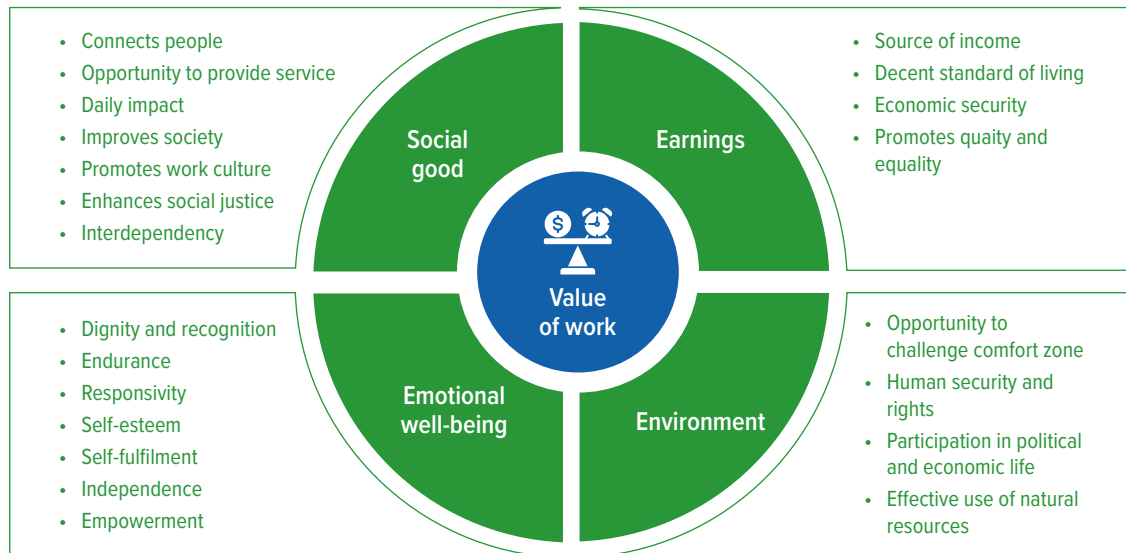 • Connects people
• Opportunity to provide service
• Daily impact
• Improves society
• Promotes work culture
• Enhances social justice
• Interdependency
Social
good
Earnings
• Source of income
• Decent standard of living
• Economic security
• Promotes quaity and
equality
$
Value
of work
• Dignity and recognition
• Endurance
• Responsivity
• Self-esteem
• Self-fulfilment
• Independence
• Empowerment
Emotional
well-being
Environment
• Opportunity to
challenge comfort zone
• Human security and
rights
• Participation in political
and economic life
• Effective use of natural
resources